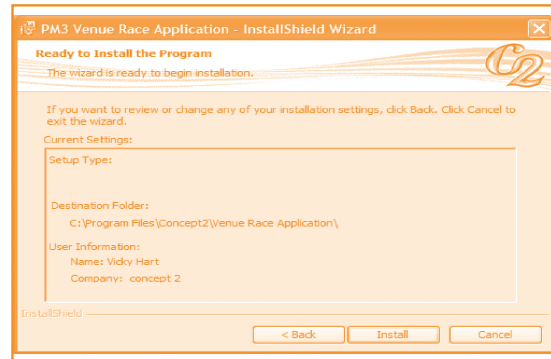 PM3 Venue Race Application - InstallShield Wizard
Ready to Install the Program
The wizard is ready to begin installation.
C2
If you want to review or change any of your installation settings, click Back. Click Cancel to
exit the wizard.
Current Settings:
Setup Type:
Destination Folder:
C:\Program Files\Concept2\Venue Race Application\
User Information:
Name: Vicky Hart
Company: concept 2
InstallShield
< Back
Install
Cancel